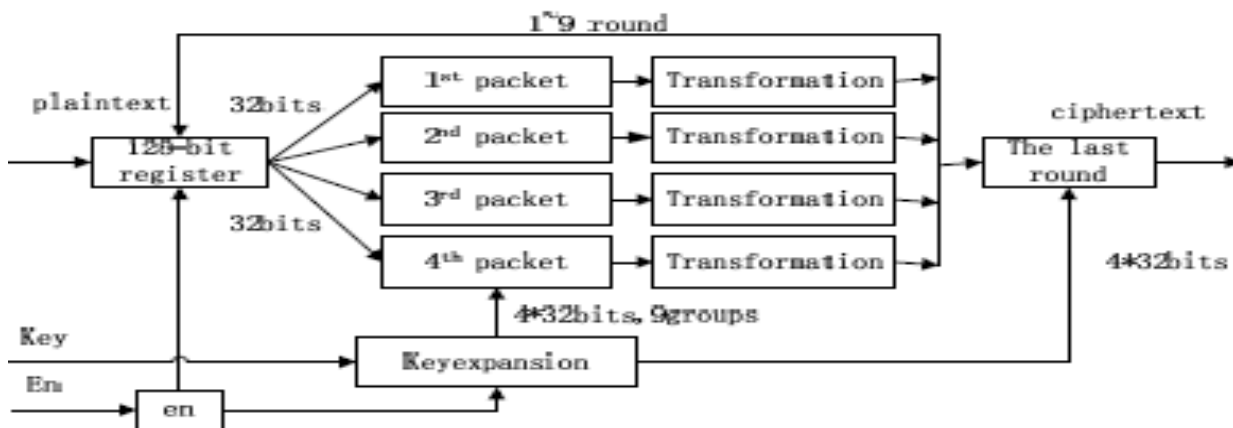 1~9 round
plaintext
32bits
1st packet
Transformation
ciphertext
128-bit
register
2nd packet
Transformation
The last
round
3rd packet
Transformation
32bits
4th packet
Transformation
4*32bits
4*32bits,9groups
Key
Keyexpansion
En
en